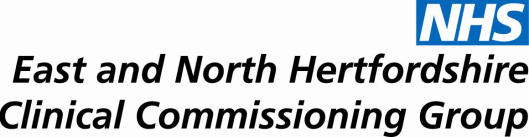 NHS
East and North Hertfordshire
Clinical Commissioning Group